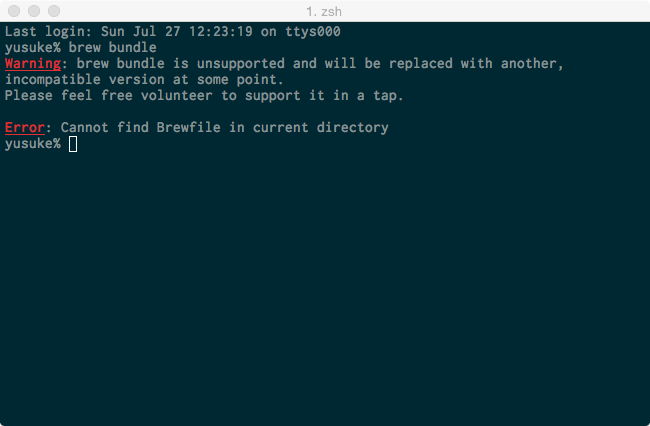 1. zsh
Last login: Sun Jul 27 12:23:19 on ttys000
yusuke% brew bundle
Warning: brew bundle is unsupported and will be replaced with another,
incompatible version at some point.
Please feel free volunteer to support it in a tap.
Error: Cannot find Brewfile in current directory
yusuke%